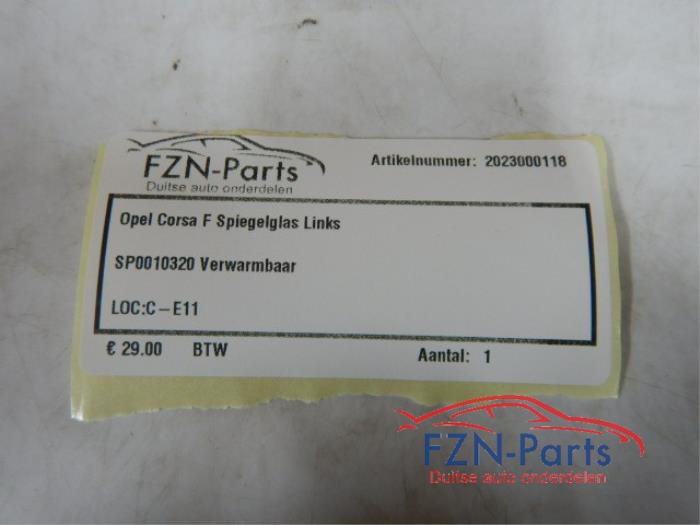 FZN-Parts
Duitse auto onderdelen
Artikelnummer: 2023000118
Opel Corsa F Spiegelglas Links
SP0010320 Verwarmbaar
LOC:C-E11
€ 29.00 BTW Aantal: 1
FZN-Parts
Duitse auto onderdelen